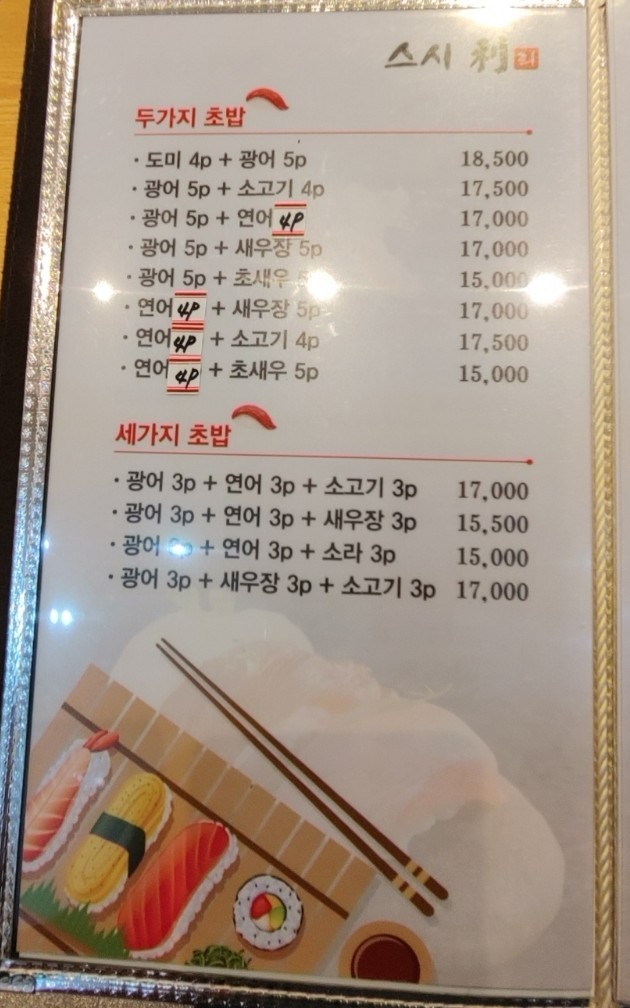 스시 利 리
두가지 초밥
· 도미 4p + 광어 5p 18,500
· 광어 5p + 소고기 4p 17,500
· 광어 5p + 연어 4P 17,000
· 광어 5p + 새우장 5p 17,000
· 광어 5p + 초새우 15,000
· 연어 4P + 새우장 5p 17,000
· 연어 4P + 소고기 4p 17,500
· 연어 4P + 초새우 5p 15,000
세가지 초밥
· 광어 3p + 연어 3p + 소고기 3p 17,000
· 광어 3p + 연어 3p + 새우장 3p 15,500
· 광어 + 연어 3p + 소라 3p 15,000
· 광어 3p + 새우장 3p + 소고기 3p 17,000